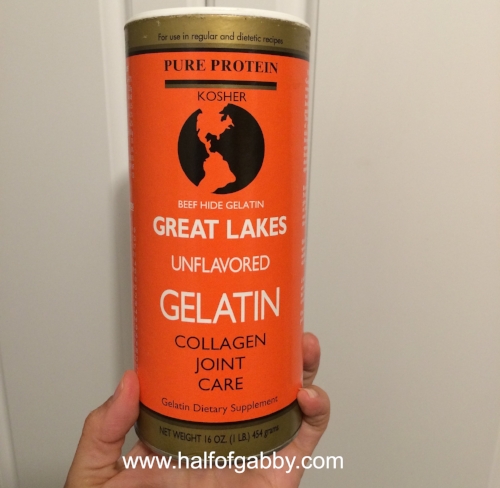 For use in regular and dietetic recipes
PURE PROTEIN
KOSHER
BEEF HIDE GELATIN
GREAT LAKES
UNFLAVORED
GELATIN
COLLAGEN
JOINT
CARE
Gelatin Dietary Supplement
NET WEIGHT 16 OZ. (1 LB.) 454 grams
www.halfofgabby.com